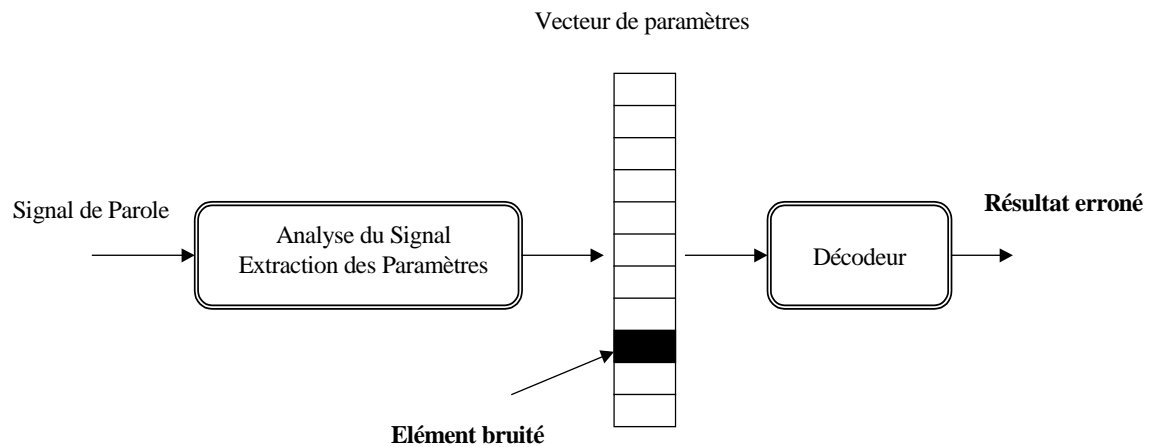 Vecteur de paramètres
Signal de Parole
Analyse du Signal
Extraction des Paramètres
Décodeur
Résultat erroné
Elément bruité